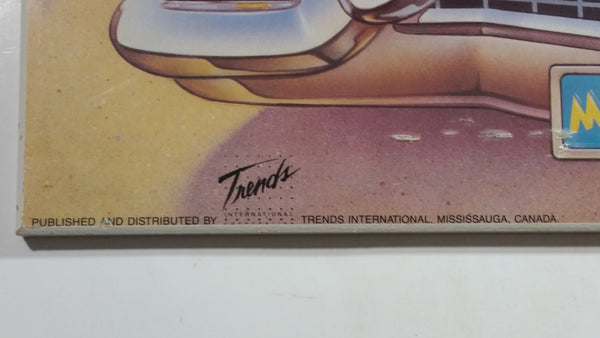 Trends
INTERNATIONAL
PUBLISHED AND DISTRIBUTED BY TRENDS INTERNATIONAL, MISSISSAUGA, CANADA
M